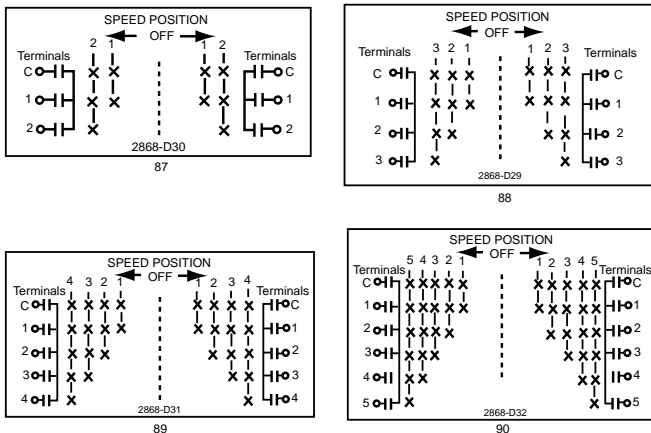 SPEED POSITION
OFF
2 1 1 2
Terminals Terminals
C C
1 1
2 2
2868-D30
87
SPEED POSITION
OFF
3 2 1 1 2 3
Terminals Terminals
C C
1 1
2 2
3 3
2868-D29
88
SPEED POSITION
OFF
4 3 2 1 1 2 3 4
Terminals Terminals
C C
1 1
2 2
3 3
4 4
2868-D31
89
SPEED POSITION
OFF
5 4 3 2 1 1 2 3 4 5
Terminals Terminals
C C
1 1
2 2
3 3
4 4
5 5
2868-D32
90